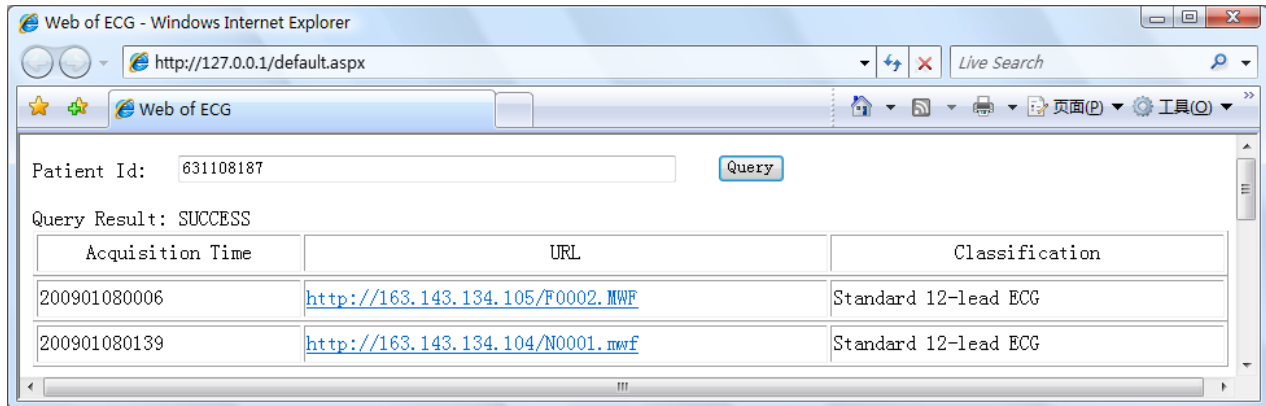 Web of ECG - Windows Internet Explorer
http://127.0.0.1/default.aspx
Live Search
Web of ECG
页面(P)
工具(O)
Patient Id: 631108187 Query
Query Result: SUCCESS
Acquisition Time URL Classification
200901080006 http://163.143.134.105/F0002.MWF Standard 12-lead ECG
200901080139 http://163.143.134.104/N0001.mwf Standard 12-lead ECG